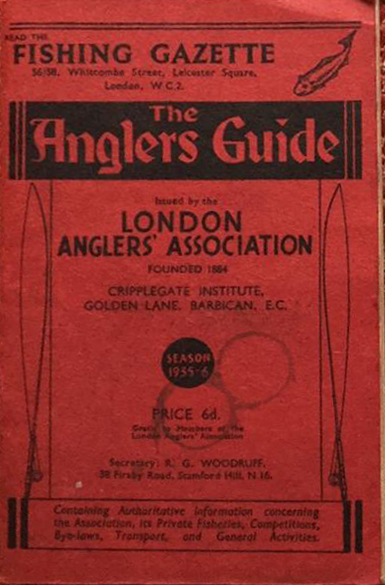 READ THE
FISHING GAZETTE
36/38, Whitcombe Street, Leicester Square,
London, W.C.2.
The
Anglers Guide
Issued by the
LONDON
ANGLERS' ASSOCIATION
FOUNDED 1884
CRIPPLEGATE INSTITUTE,
GOLDEN LANE, BARBICAN, E.C.
SEASON
1935-6
PRICE 6d.
Gratis to Members of the
London Anglers' Association
Secretary: R. G. WOODRUFF,
38 Firsby Road, Stamford Hill, N.16.
Containing Authoritative information concerning
the Association, its Private Fisheries, Competitions,
Bye-laws, Transport, and General Activities.